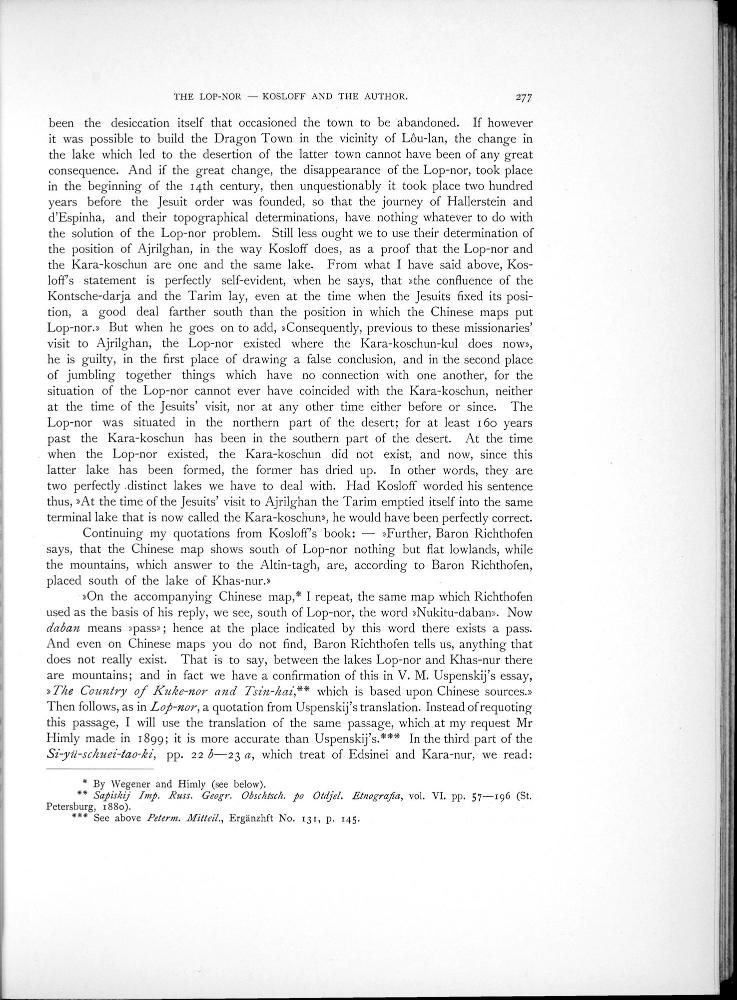 THE LOP-NOR — KOSLOFF AND THE AUTHOR. 277
been the desiccation itself that occasioned the town to be abandoned. If however
it was possible to build the Dragon Town in the vicinity of Lôu-lan, the change in
the lake which led to the desertion of the latter town cannot have been of any great
consequence. And if the great change, the disappearance of the Lop-nor, took place
in the beginning of the 14th century, then unquestionably it took place two hundred
years before the Jesuit order was founded, so that the journey of Hallerstein and
d'Espinha, and their topographical determinations, have nothing whatever to do with
the solution of the Lop-nor problem. Still less ought we to use their determination of
the position of Ajrilghan, in the way Kosloff does, as a proof that the Lop-nor and
the Kara-koschun are one and the same lake. From what I have said above, Kos-
loff's statement is perfectly self-evident, when he says, that »the confluence of the
Kontsche-darja and the Tarim lay, even at the time when the Jesuits fixed its posi-
tion, a good deal farther south than the position in which the Chinese maps put
Lop-nor.» But when he goes on to add, »Consequently, previous to these missionaries'
visit to Ajrilghan, the Lop-nor existed where the Kara-koschun-kul does now»,
he is guilty, in the first place of drawing a false conclusion, and in the second place
of jumbling together things which have no connection with one another, for the
situation of the Lop-nor cannot ever have coincided with the Kara-koschun, neither
at the time of the Jesuits' visit, nor at any other time either before or since. The
Lop-nor was situated in the northern part of the desert; for at least 160 years
past the Kara-koschun has been in the southern part of the desert. At the time
when the Lop-nor existed, the Kara-koschun did not exist, and now, since this
latter lake has been formed, the former has dried up. In other words, they are
two perfectly distinct lakes we have to deal with. Had Kosloff worded his sentence
thus, »At the time of the Jesuits' visit to Ajrilghan the Tarim emptied itself into the same
terminal lake that is now called the Kara-koschun», he would have been perfectly correct.
Continuing my quotations from Kosloff's book: — »Further, Baron Richthofen
says, that the Chinese map shows south of Lop-nor nothing but flat lowlands, while
the mountains, which answer to the Altin-tagh, are, according to Baron Richthofen,
placed south of the lake of Khas-nur.»
»On the accompanying Chinese map,* I repeat, the same map which Richthofen
used as the basis of his reply, we see, south of Lop-nor, the word »Nukitu-daban». Now
daban means »pass»; hence at the place indicated by this word there exists a pass.
And even on Chinese maps you do not find, Baron Richthofen tells us, anything that
does not really exist. That is to say, between the lakes Lop-nor and Khas-nur there
are mountains; and in fact we have a confirmation of this in V. M. Uspenskij's essay,
»The Country of Kuke-nor and Tsin-hai,** which is based upon Chinese sources.»
Then follows, as in Lop-nor, a quotation from Uspenskij's translation. Instead of requoting
this passage, I will use the translation of the same passage, which at my request Mr
Himly made in 1899; it is more accurate than Uspenskij's.*** In the third part of the
Si-yü-schuei-tao-ki, pp. 22 b—23 a, which treat of Edsinei and Kara-nur, we read:
* By Wegener and Himly (see below).
** Sapiskij Imp. Russ. Geogr. Obschtsch. po Otdjel. Etnografia, vol. VI. pp. 57—196 (St.
Petersburg, 1880).
*** See above Peterm. Mitteil., Ergänzhft No. 131, p. 145.